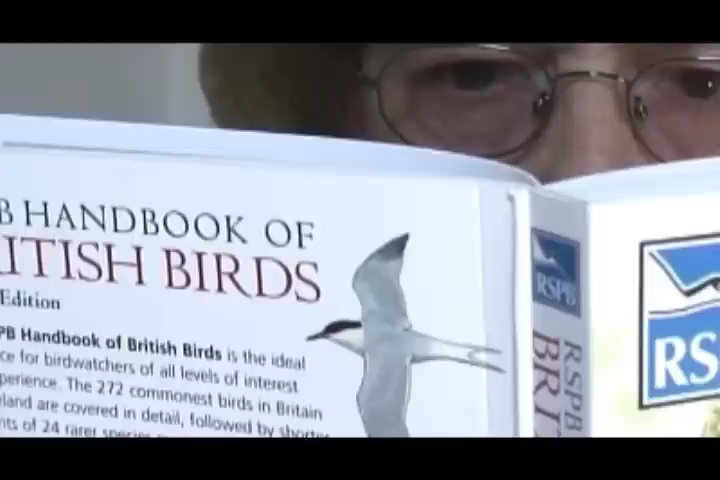 B HANDBOOK OF
ITISH BIRDS
Edition
PB Handbook of British Birds is the ideal
ce for birdwatchers of all levels of interest
perience. The 272 commonest birds in Britain
land are covered in detail, followed by shorter
nts of 24 rarer species
RSPB
RSPB
BRIT
RS